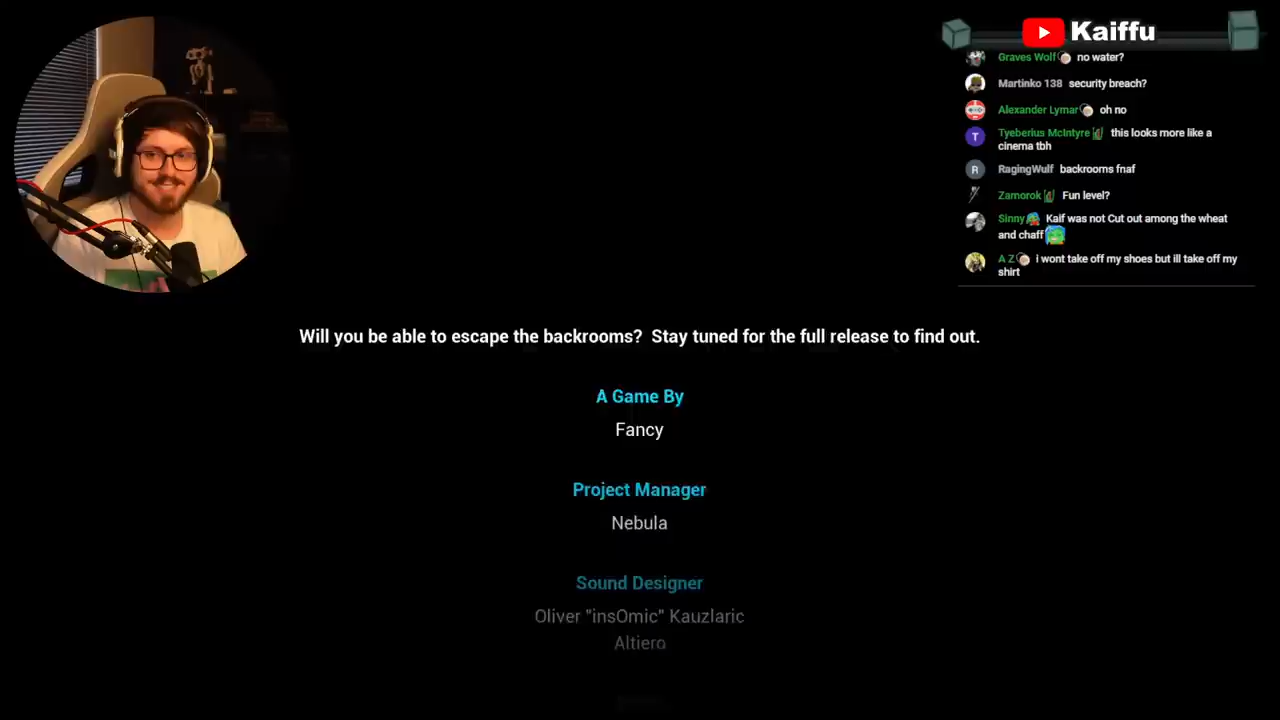 Kaiffu
Graves Wolf no water?
Martinko 138 security breach?
Alexander Lymar oh no
Tyeberius McIntyre this looks more like a
cinema tbh
RagingWulf backrooms fnaf
Zamorok Fun level?
Sinny Kaif was not Cut out among the wheat
and chaff
A Z i wont take off my shoes but ill take off my
shirt
Will you be able to escape the backrooms? Stay tuned for the full release to find out.
A Game By
Fancy
Project Manager
Nebula
Sound Designer
Oliver "insOmic" Kauzlaric
Altiero